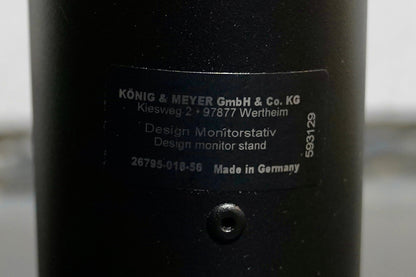 KÖNIG & MEYER GmbH & Co. KG
Kiesweg 2 • 97877 Wertheim
Design Monitorstativ
Design monitor stand
26795-018-56 Made in Germany
593129